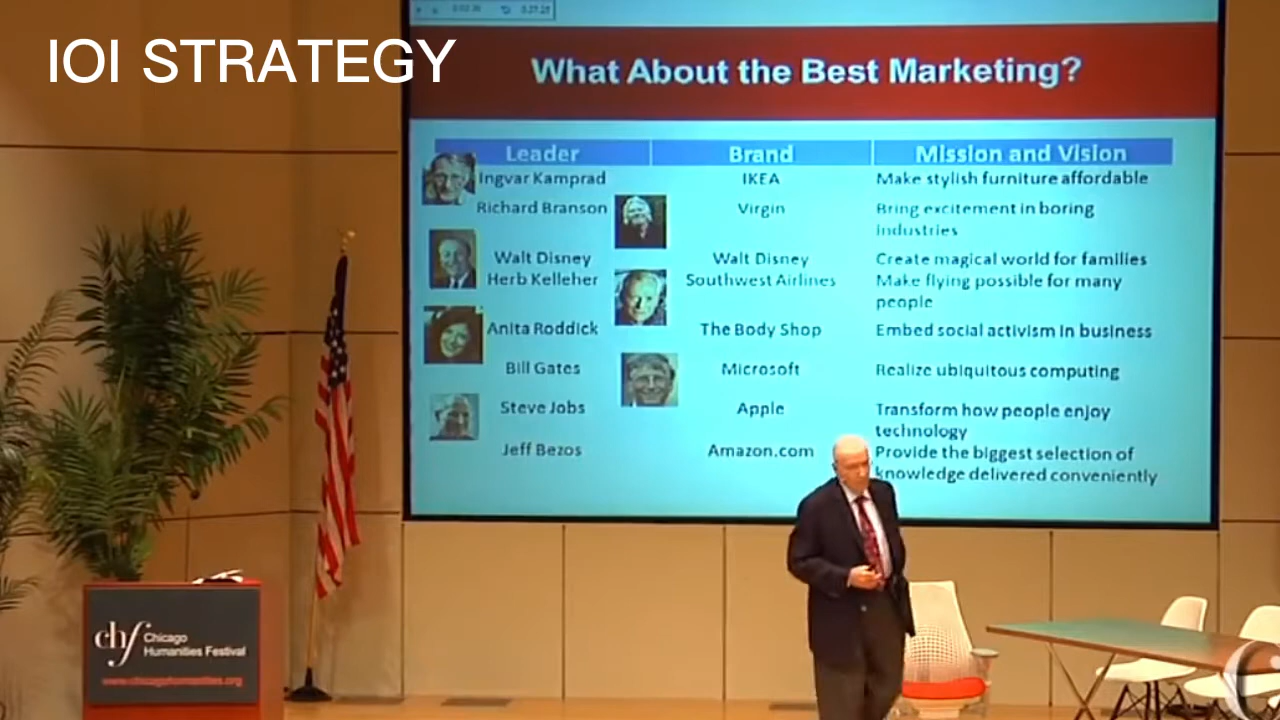 IOI STRATEGY
What About the Best Marketing?
Leader Brand Mission and Vision
Ingvar Kamprad IKEA Make stylish furniture affordable
Richard Branson Virgin Bring excitement in boring
industries
Walt Disney Walt Disney Create magical world for families
Herb Kelleher Southwest Airlines Make flying possible for many
people
Anita Roddick The Body Shop Embed social activism in business
Bill Gates Microsoft Realize ubiquitous computing
Steve Jobs Apple Transform how people enjoy
technology
Jeff Bezos Amazon.com Provide the biggest selection of
knowledge delivered conveniently
chf Chicago
Humanities Festival
www.chicagohumanities.org